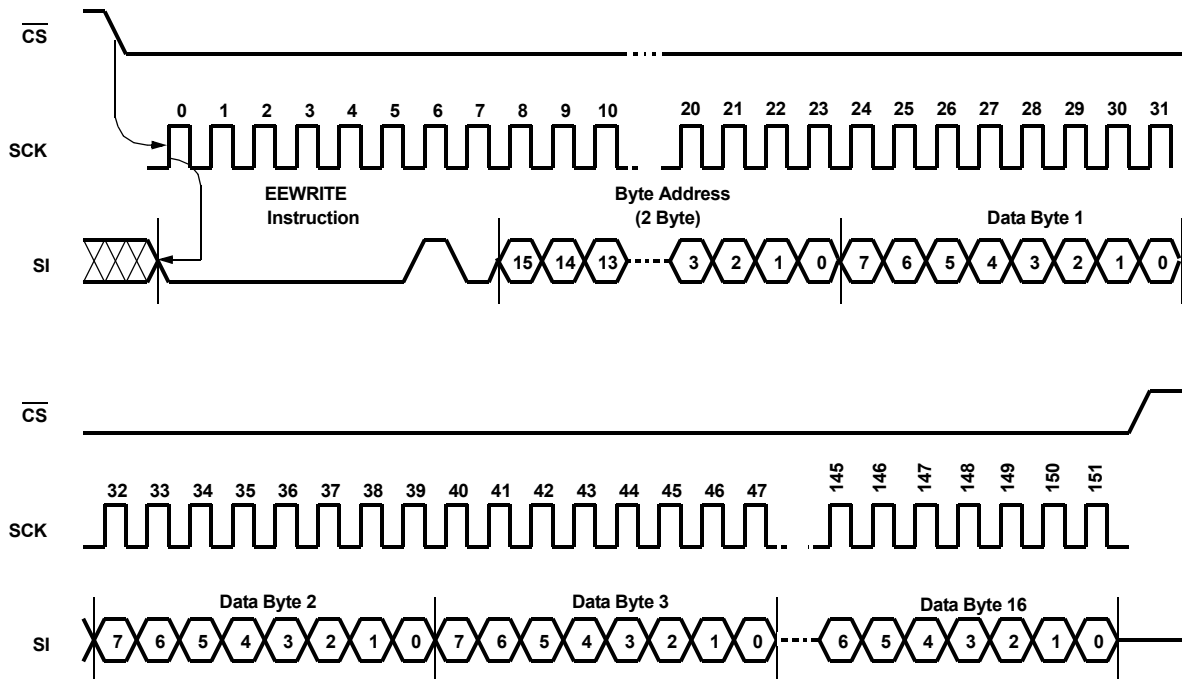 CS
0 1 2 3 4 5 6 7 8 9 10 20 21 22 23 24 25 26 27 28 29 30 31
SCK
EEWRITE
Instruction
Byte Address
(2 Byte)
Data Byte 1
SI
15 14 13 3 2 1 0 7 6 5 4 3 2 1 0
CS
32 33 34 35 36 37 38 39 40 41 42 43 44 45 46 47 145 146 147 148 149 150 151
SCK
Data Byte 2 Data Byte 3 Data Byte 16
SI
7 6 5 4 3 2 1 0 7 6 5 4 3 2 1 0 6 5 4 3 2 1 0